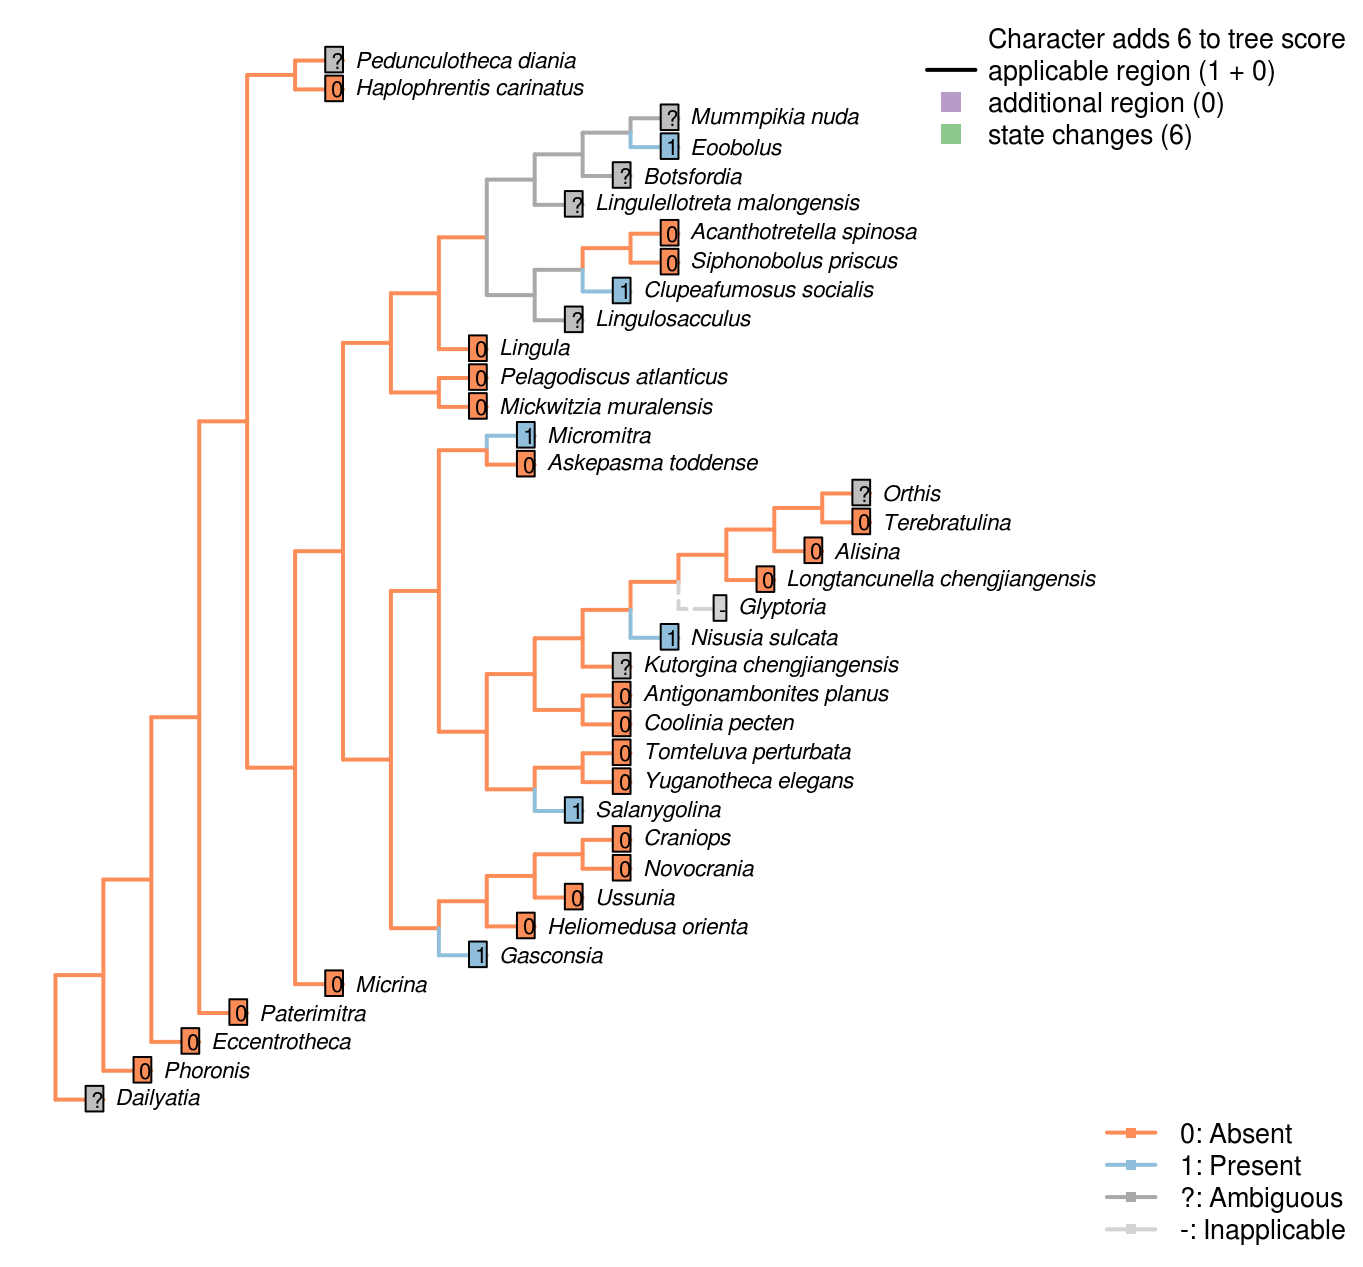 Character adds 6 to tree score
applicable region (1 + 0)
additional region (0)
state changes (6)
? Pedunculotheca diania
0 Haplophrentis carinatus
? Mummpikia nuda
1 Eoobolus
? Botsfordia
? Lingulellotreta malongensis
0 Acanthotretella spinosa
0 Siphonobolus priscus
1 Clupeafumosus socialis
? Lingulosacculus
0 Lingula
0 Pelagodiscus atlanticus
0 Mickwitzia muralensis
1 Micromitra
0 Askepasma toddense
? Orthis
0 Terebratulina
0 Alisina
0 Longtancunella chengjiangensis
- Glyptoria
1 Nisusia sulcata
? Kutorgina chengjiangensis
0 Antigonambonites planus
0 Coolinia pecten
0 Tomteluva perturbata
0 Yuganotheca elegans
1 Salanygolina
0 Craniops
0 Novocrania
0 Ussunia
0 Heliomedusa orienta
1 Gasconsia
0 Micrina
0 Paterimitra
0 Eccentrotheca
0 Phoronis
? Dailyatia
0: Absent
1: Present
?: Ambiguous
-: Inapplicable